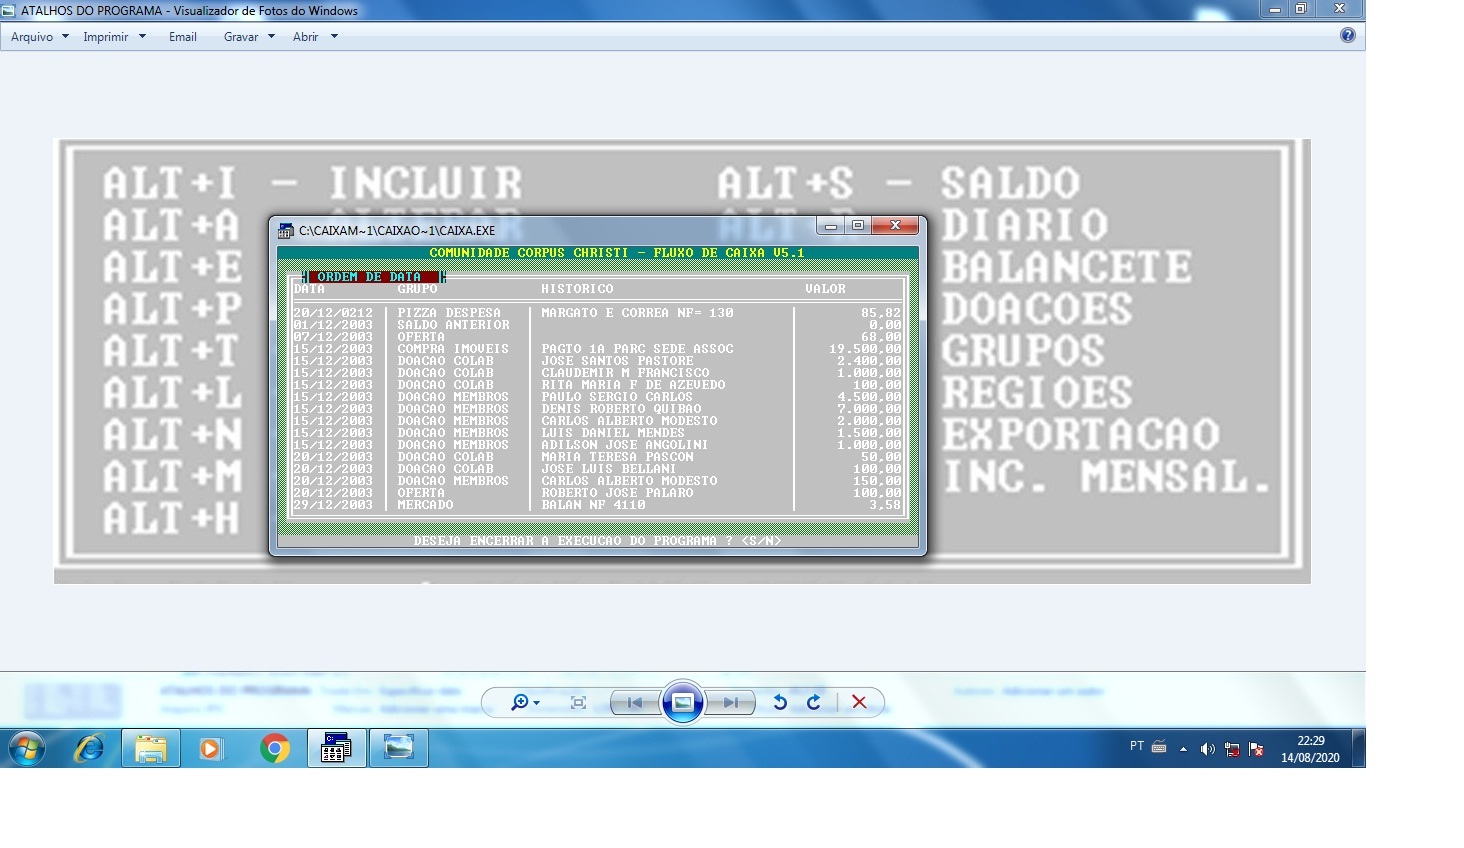 ATALHOS DO PROGRAMA - Visualizador de Fotos do Windows
Arquivo Imprimir Email Gravar Abrir
ALT+I - INCLUIR ALT+S - SALDO
ALT+A ALTERAR DIARIO
ALT+E BALANCETE
ALT+P DOACOES
ALT+T GRUPOS
ALT+L REGIOES
ALT+N EXPORTACAO
ALT+M INC. MENSAL.
ALT+H
C:\CAIXAM~1\CAIXAO~1\CAIXA.EXE
COMUNIDADE CORPUS CHRISTI - FLUXO DE CAIXA V5.1
ORDEM DE DATA
DATA GRUPO HISTORICO VALOR
20/12/0212 PIZZA DESPESA MARGATO E CORREA NF= 130 85,82
01/12/2003 SALDO ANTERIOR 0,00
07/12/2003 OFERTA 68,00
15/12/2003 COMPRA IMOVEIS PAGTO 1A PARC SEDE ASSOC 19.500,00
15/12/2003 DOACAO COLAB JOSE SANTOS PASTORE 2.400,00
15/12/2003 DOACAO COLAB CLAUDEMIR M FRANCISCO 1.000,00
15/12/2003 DOACAO COLAB RITA MARIA F DE AZEVEDO 100,00
15/12/2003 DOACAO MEMBROS PAULO SERGIO CARLOS 4.500,00
15/12/2003 DOACAO MEMBROS DENIS ROBERTO QUIBAO 7.000,00
15/12/2003 DOACAO MEMBROS CARLOS ALBERTO MODESTO 2.000,00
15/12/2003 DOACAO MEMBROS LUIS DANIEL MENDES 1.500,00
15/12/2003 DOACAO MEMBROS ADILSON JOSE ANGOLINI 1.000,00
20/12/2003 DOACAO COLAB MARIA TERESA PASCON 50,00
20/12/2003 DOACAO COLAB JOSE LUIS BELLANI 100,00
20/12/2003 DOACAO MEMBROS CARLOS ALBERTO MODESTO 150,00
20/12/2003 OFERTA ROBERTO JOSE PALARO 100,00
29/12/2003 MERCADO BALAN NF 4110 3,58
DESEJA ENCERRAR A EXECUCAO DO PROGRAMA ? <S/N>
PT
22:29
14/08/2020